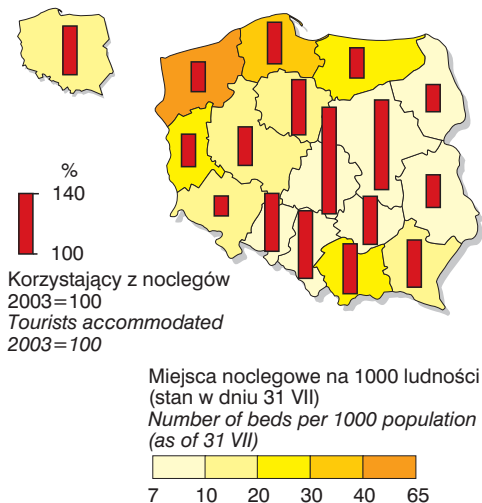 %
140
100
Korzystający z noclegów
2003=100
Tourists accommodated
2003=100
Miejsca noclegowe na 1000 ludności
(stan w dniu 31 VII)
Number of beds per 1000 population
(as of 31 VII)
7 10 20 30 40 65